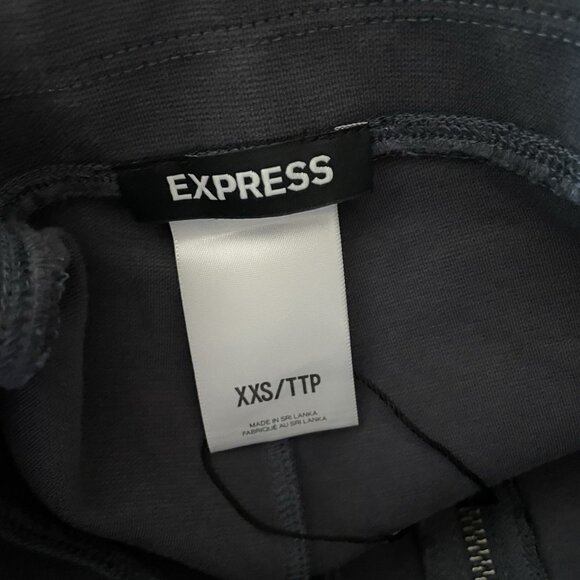 EXPRESS
XXS/TTP
MADE IN SRI LANKA
FABRIQUÉ AU SRI LANKA